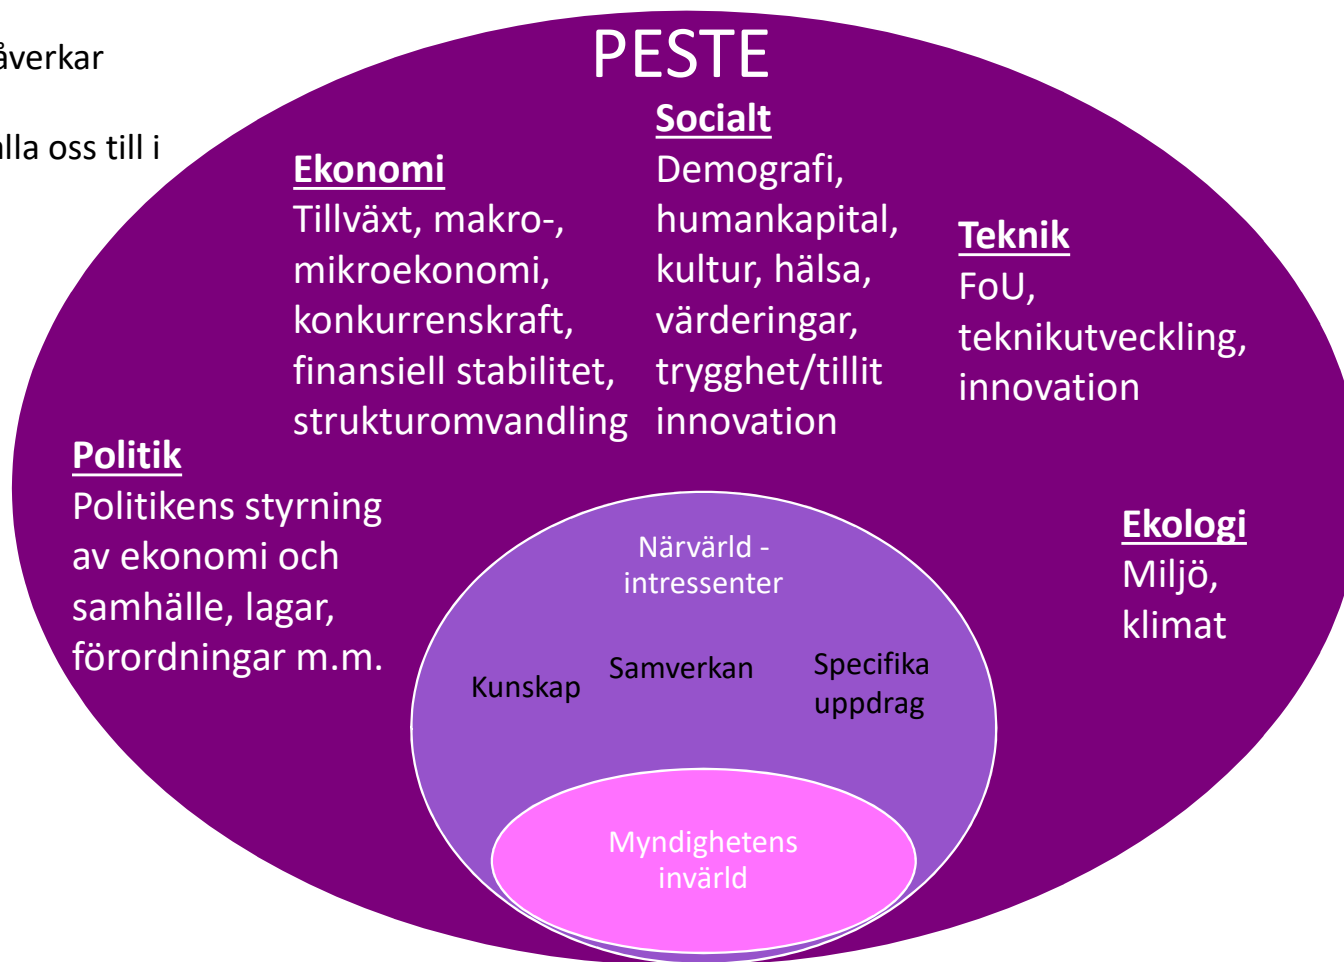 påverkar
alla oss till i
PESTE
Ekonomi
Tillväxt, makro-,
mikroekonomi,
konkurrenskraft,
finansiell stabilitet,
strukturomvandling
Socialt
Demografi,
humankapital,
kultur, hälsa,
värderingar,
trygghet/tillit
innovation
Teknik
FoU,
teknikutveckling,
innovation
Politik
Politikens styrning
av ekonomi och
samhälle, lagar,
förordningar m.m.
Ekologi
Miljö,
klimat
Närvärld -
intressenter
Kunskap
Samverkan
Specifika
uppdrag
Myndighetens
invärld